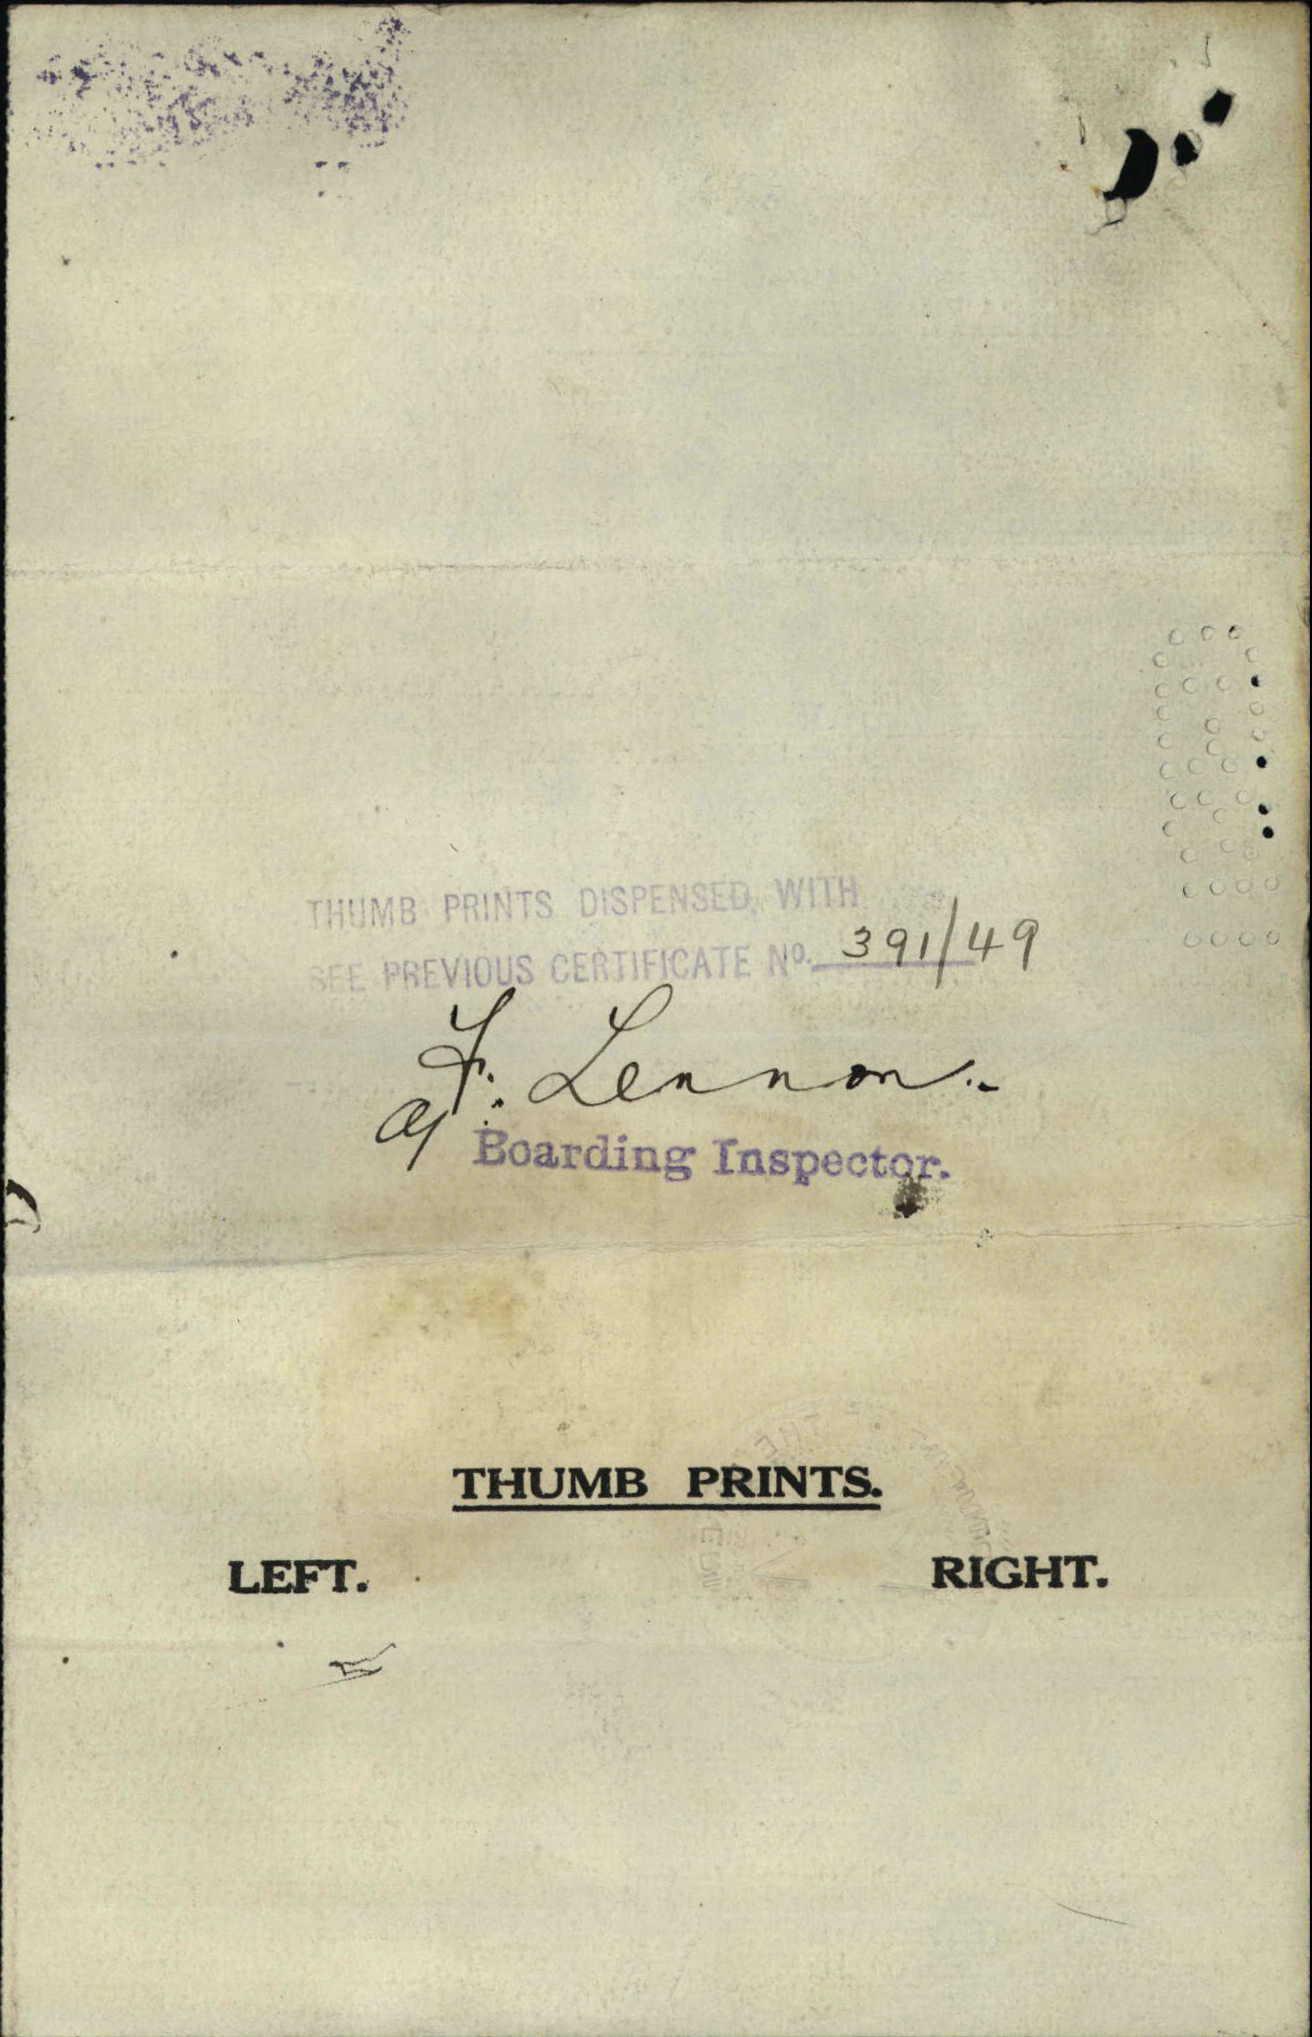 THUMB PRINTS DISPENSED WITH
SEE PREVIOUS CERTIFICATE No. 391/49
F. Lennon.
Boarding Inspector.
THUMB PRINTS.
LEFT.
RIGHT.